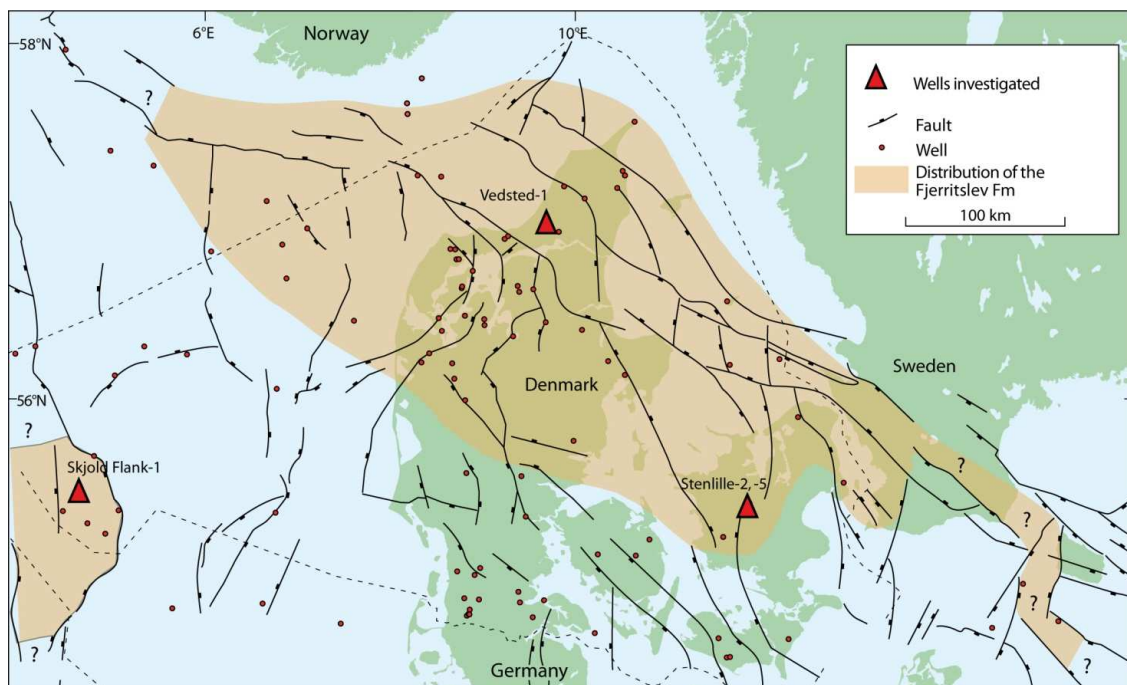 6°E
10°E
58°N
Norway
?
Wells investigated
Fault
Well
Distribution of the
Fjerritslev Fm
100 km
Vedsted-1
Sweden
Denmark
56°N
?
?
Skjold Flank-1
Stenlille-2, -5
?
?
?
?
?
?
Germany